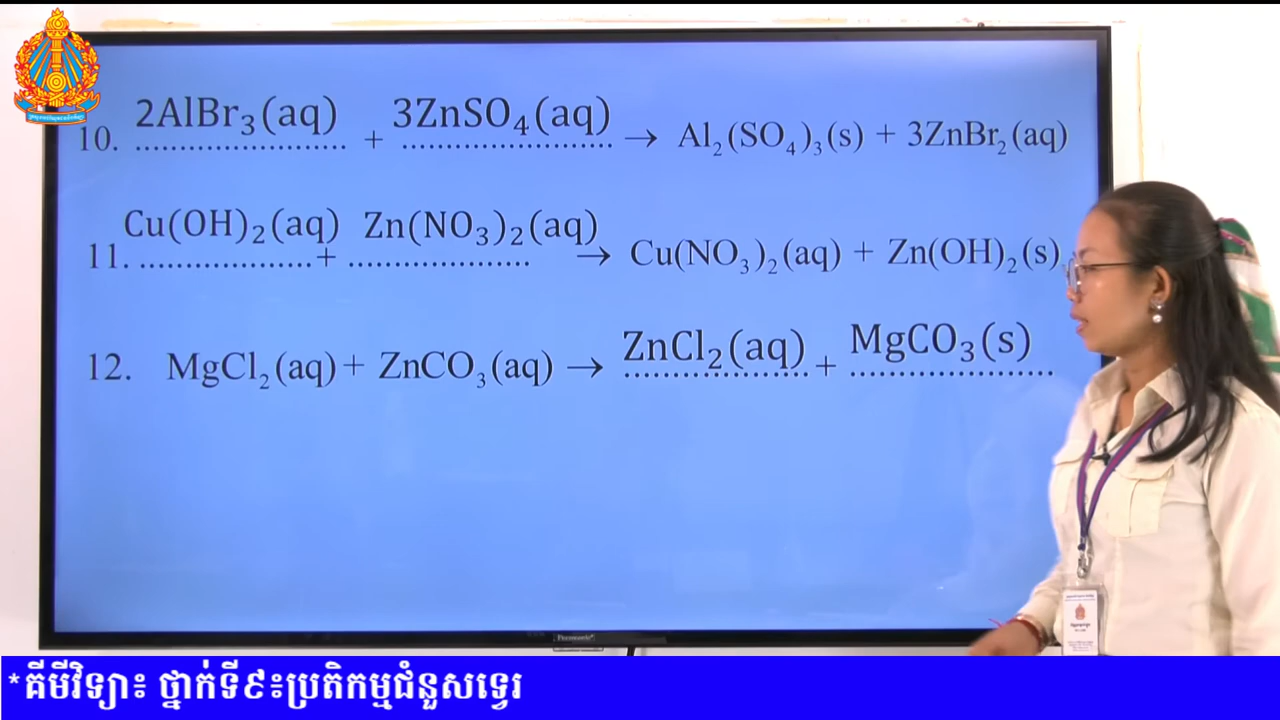 10. 2AlBr₃(aq) + 3ZnSO₄(aq) → Al₂(SO₄)₃(s) + 3ZnBr₂(aq)
11. Cu(OH)₂(aq) + Zn(NO₃)₂(aq) → Cu(NO₃)₂(aq) + Zn(OH)₂(s)
12. MgCl₂(aq) + ZnCO₃(aq) → ZnCl₂(aq) + MgCO₃(s)
*គីមីវិទ្យា៖ ថ្នាក់ទី៩៖ប្រតិកម្មជំនួសទ្វេរ